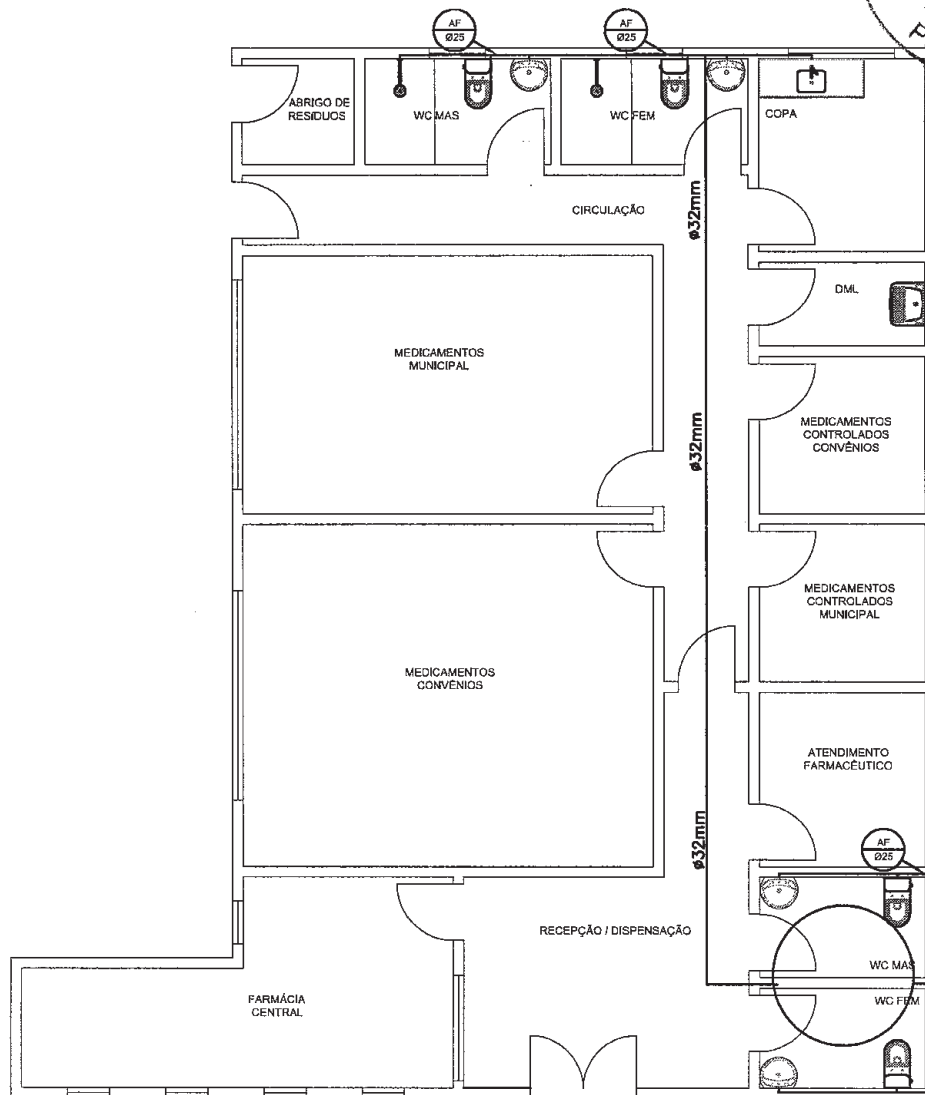 AF
Ø25
AF
Ø25
P
ABRIGO DE
RESÍDUOS
WC MAS
WC FEM
COPA
CIRCULAÇÃO
ø32mm
DML
MEDICAMENTOS
MUNICIPAL
ø32mm
MEDICAMENTOS
CONTROLADOS
CONVÊNIOS
MEDICAMENTOS
CONTROLADOS
MUNICIPAL
MEDICAMENTOS
CONVÊNIOS
ATENDIMENTO
FARMACÊUTICO
ø32mm
AF
Ø25
RECEPÇÃO / DISPENSAÇÃO
WC MAS
WC FEM
FARMÁCIA
CENTRAL